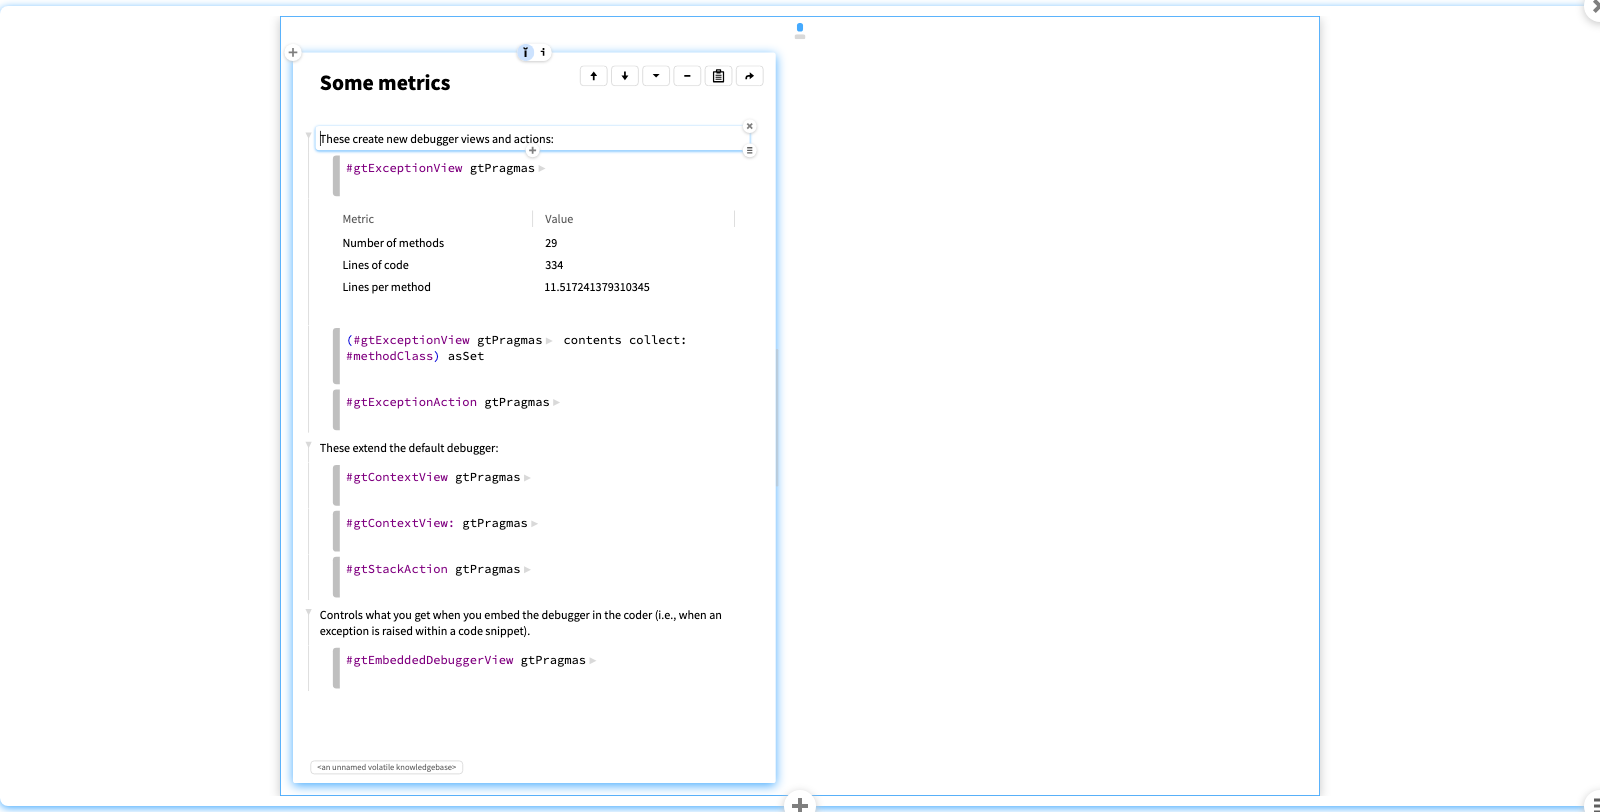 Some metrics
These create new debugger views and actions:
#gtExceptionView gtPragmas
Metric Value
Number of methods 29
Lines of code 334
Lines per method 11.517241379310345
(#gtExceptionView gtPragmas contents collect:
#methodClass) asSet
#gtExceptionAction gtPragmas
These extend the default debugger:
#gtContextView gtPragmas
#gtContextView: gtPragmas
#gtStackAction gtPragmas
Controls what you get when you embed the debugger in the coder (i.e., when an
exception is raised within a code snippet).
#gtEmbeddedDebuggerView gtPragmas
<an unnamed volatile knowledgebase>